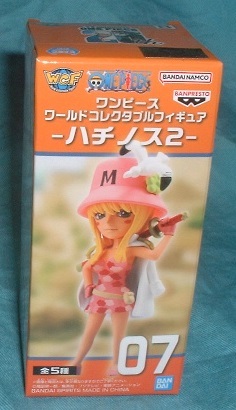 WCF ONE PIECE BANDAI NAMCO
BANPRESTO
ワンピース
ワールドコレクタブルフィギュア
-ハチノス2-
M
07
全5種
BANDAI SPIRITS MADE IN CHINA
BAN
DAI